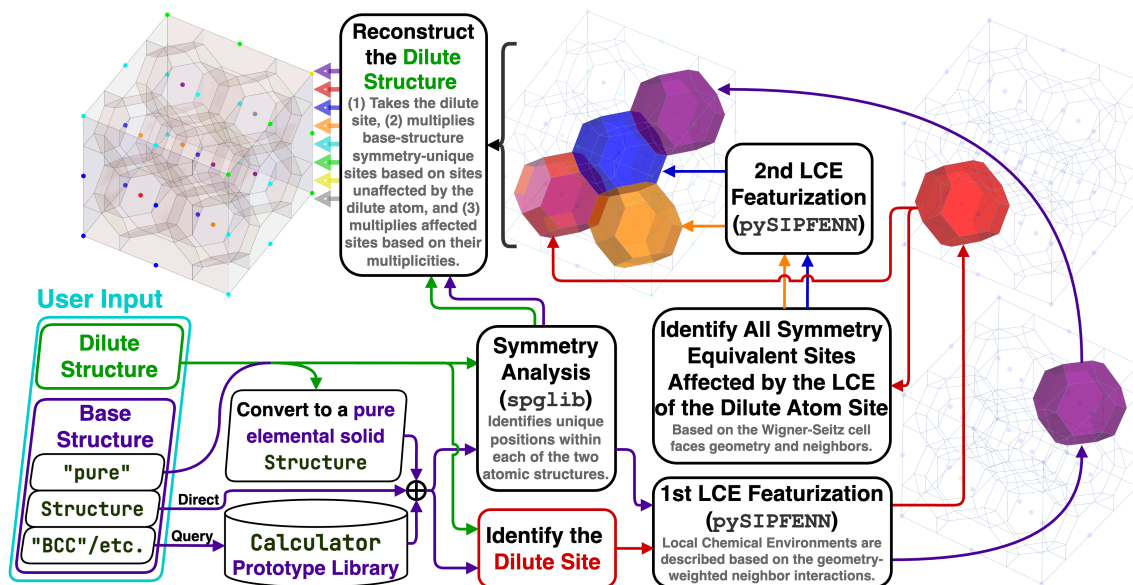 Reconstruct
the Dilute
Structure
(1) Takes the dilute
site, (2) multiplies
base-structure
symmetry-unique
sites based on sites
unaffected by the
dilute atom, and (3)
multiplies affected
sites based on their
multiplicities.
2nd LCE
Featurization
(pySIPFENN)
User Input
Dilute
Structure
Base
Structure
"pure"
Structure
"BCC"/etc.
Direct
Query
Convert to a pure
elemental solid
Structure
Calculator
Prototype Library
Symmetry
Analysis
(spglib)
Identifies unique
positions within
each of the two
atomic structures.
Identify the
Dilute Site
Identify All Symmetry
Equivalent Sites
Affected by the LCE
of the Dilute Atom Site
Based on the Wigner-Seitz cell
faces geometry and neighbors.
1st LCE Featurization
(pySIPFENN)
Local Chemical Environments are
described based on the geometry-
weighted neighbor interactions.